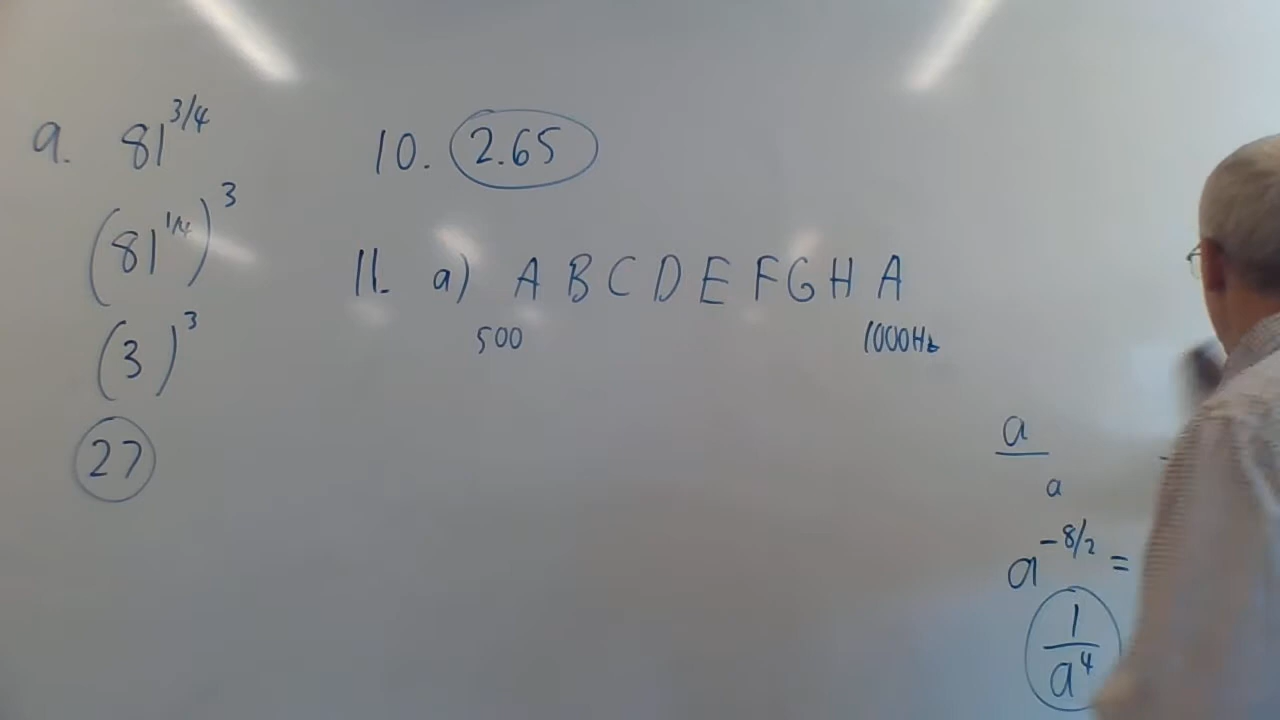 9. 81^3/4
(81^1/4)^3
(3)^3
27
10. 2.65
11. a) A B C D E F G H A
500 1000Hz
a
a
a^-8/2 =
1
a^4